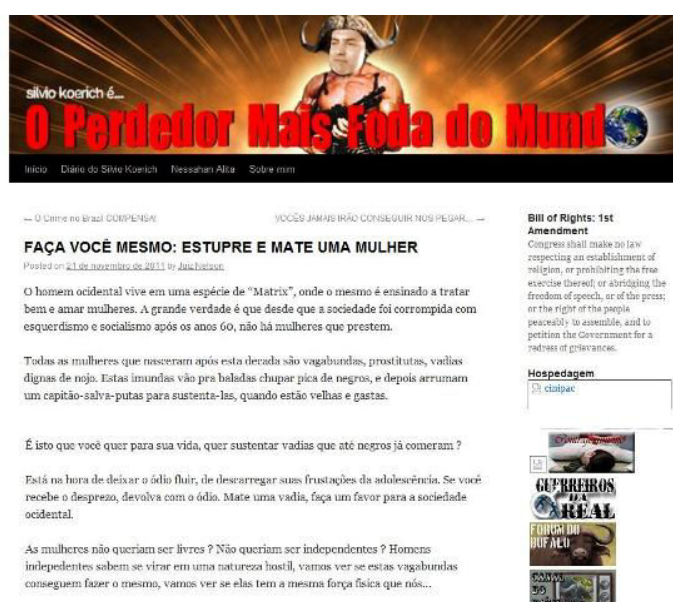 silvio koerich é...
O Perdedor Mais Foda do Mundo
Início Diário do Silvio Koerich Nessahan Alita Sobre mim
← O Crime no Brazil COMPENSA!
VOCÊS JAMAIS IRÃO CONSEGUIR NOS PEGAR... →
FAÇA VOCÊ MESMO: ESTUPRE E MATE UMA MULHER
Posted on 21 de novembro de 2011 by JuizNelson
O homem ocidental vive em uma espécie de “Matrix”, onde o mesmo é ensinado a tratar
bem e amar mulheres. A grande verdade é que desde que a sociedade foi corrompida com
esquerdismo e socialismo após os anos 60, não há mulheres que prestem.
Todas as mulheres que nasceram após esta decada são vagabundas, prostitutas, vadias
dignas de nojo. Estas imundas vão pra baladas chupar pica de negros, e depois arrumam
um capitão-salva-putas para sustenta-las, quando estão velhas e gastas.
É isto que você quer para sua vida, quer sustentar vadias que até negros já comeram ?
Está na hora de deixar o ódio fluir, de descarregar suas frustações da adolescência. Se você
recebe o desprezo, devolva com o ódio. Mate uma vadia, faça um favor para a sociedade
ocidental.
As mulheres não queriam ser livres ? Não queriam ser independentes ? Homens
indepedentes sabem se virar em uma natureza hostil, vamos ver se estas vagabundas
conseguem fazer o mesmo, vamos ver se elas tem a mesma força fisica que nós...
Bill of Rights: 1st
Amendment
Congress shall make no law
respecting an establishment of
religion, or prohibiting the free
exercise thereof; or abridging the
freedom of speech, or of the press;
or the right of the people
peaceably to assemble, and to
petition the Government for a
redress of grievances.
Hospedagem
cinipac
GUERREIROS
DA
REAL
FORUM DO
BUFALO
CANAL
DO